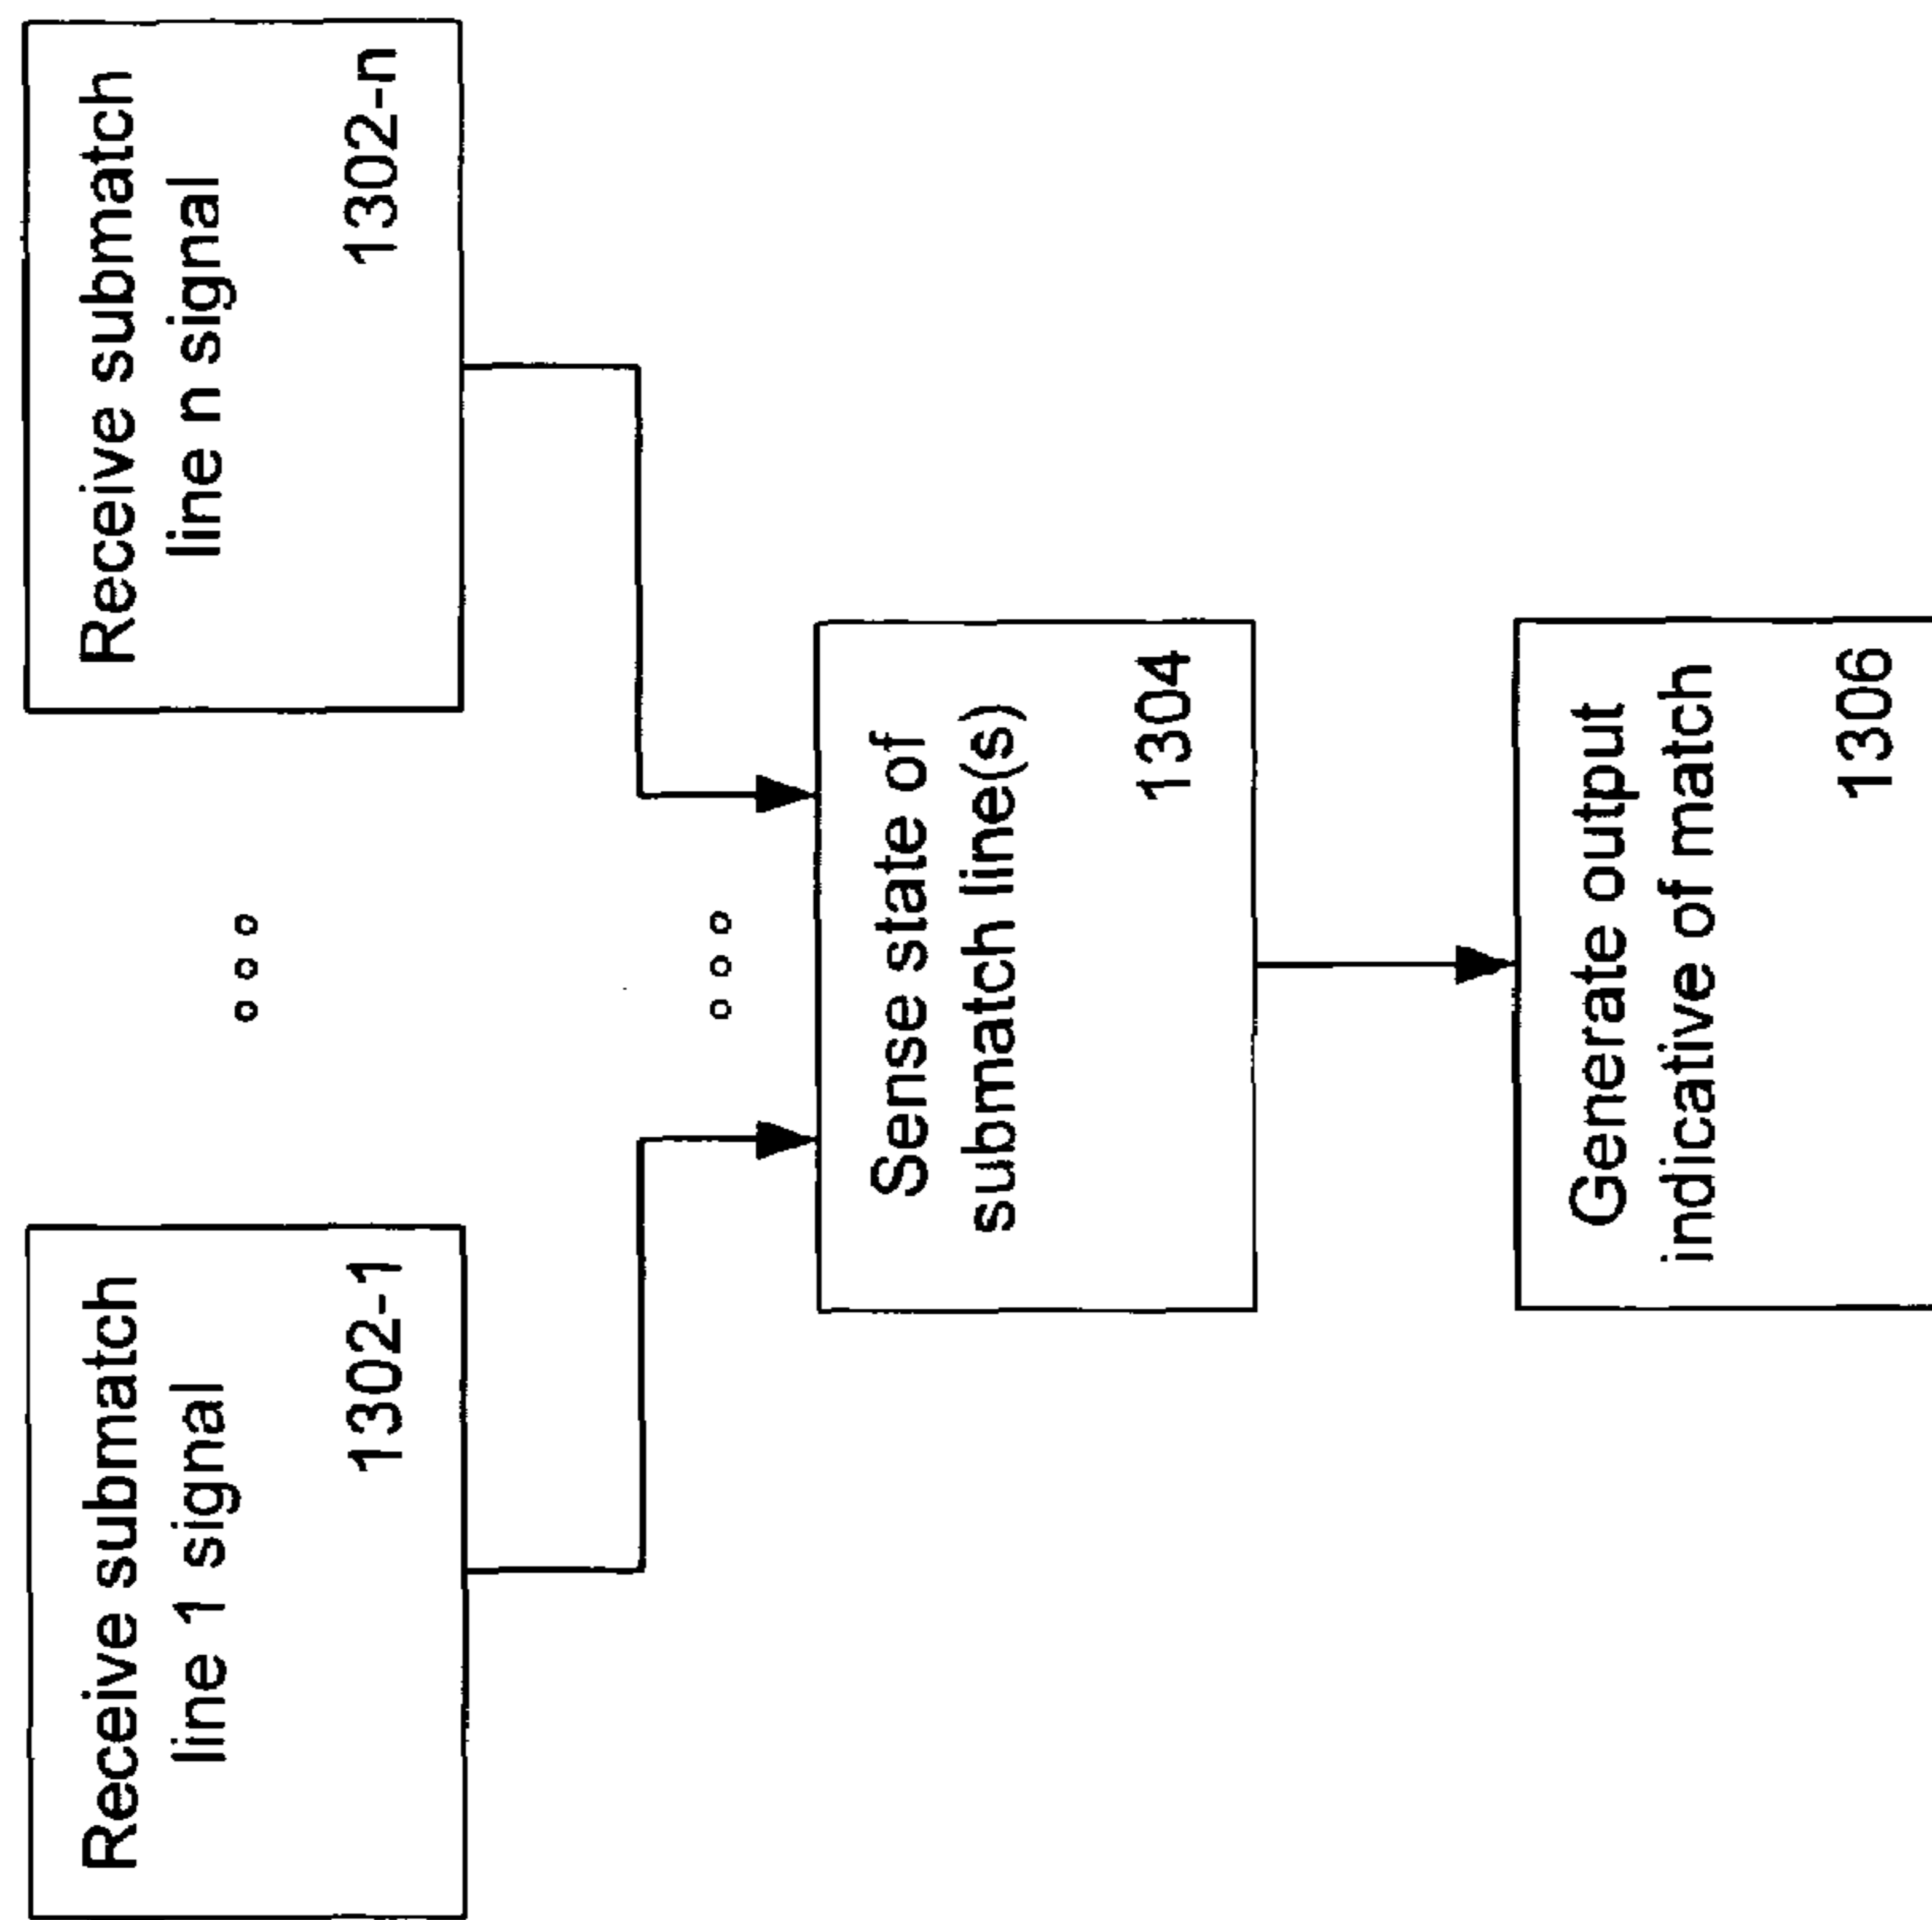 Receive submatch
line 1 signal
1302-1
Receive submatch
line n signal
1302-n
Sense state of
submatch line(s)
1304
Generate output
indicative of match
1306